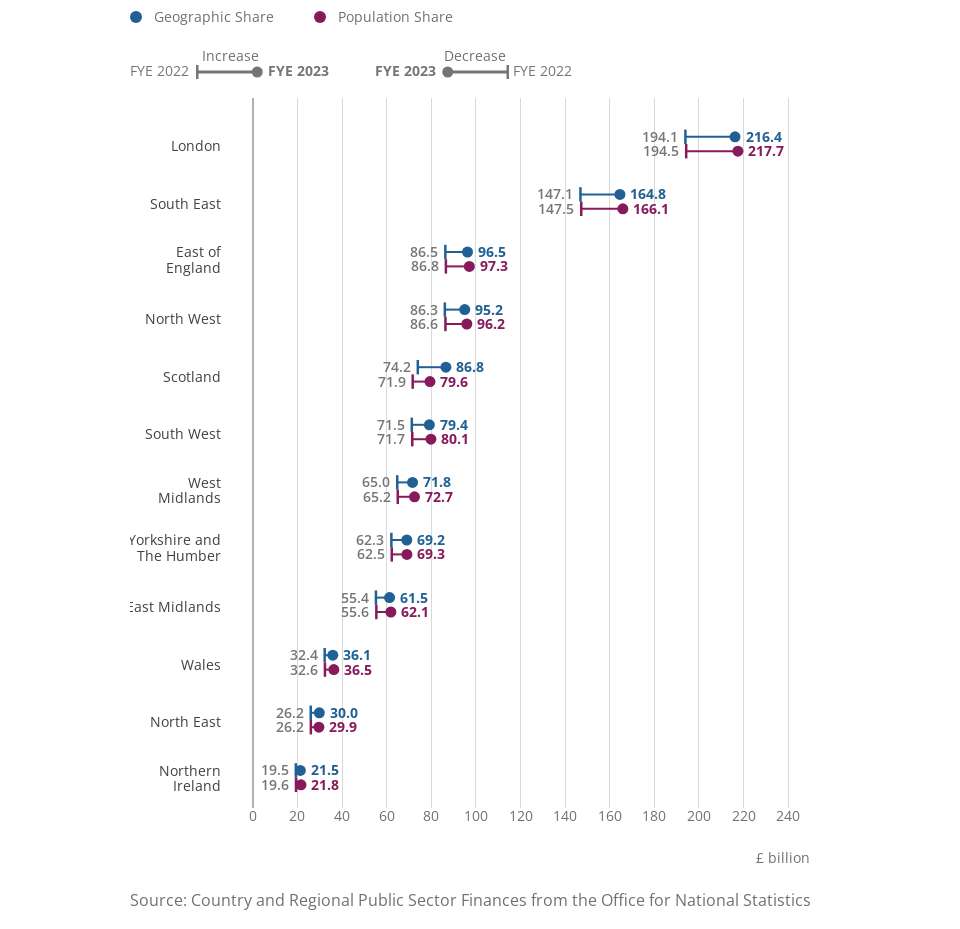 Geographic Share Population Share
Increase Decrease
FYE 2022 FYE 2023 FYE 2023 FYE 2022
London 194.1 216.4
194.5 217.7
South East 147.1 164.8
147.5 166.1
East of
England 86.5 96.5
86.8 97.3
North West 86.3 95.2
86.6 96.2
Scotland 74.2 86.8
71.9 79.6
South West 71.5 79.4
71.7 80.1
West
Midlands 65.0 71.8
65.2 72.7
Yorkshire and
The Humber 62.3 69.2
62.5 69.3
East Midlands 55.4 61.5
55.6 62.1
Wales 32.4 36.1
32.6 36.5
North East 26.2 30.0
26.2 29.9
Northern
Ireland 19.5 21.5
19.6 21.8
0 20 40 60 80 100 120 140 160 180 200 220 240
£ billion
Source: Country and Regional Public Sector Finances from the Office for National Statistics